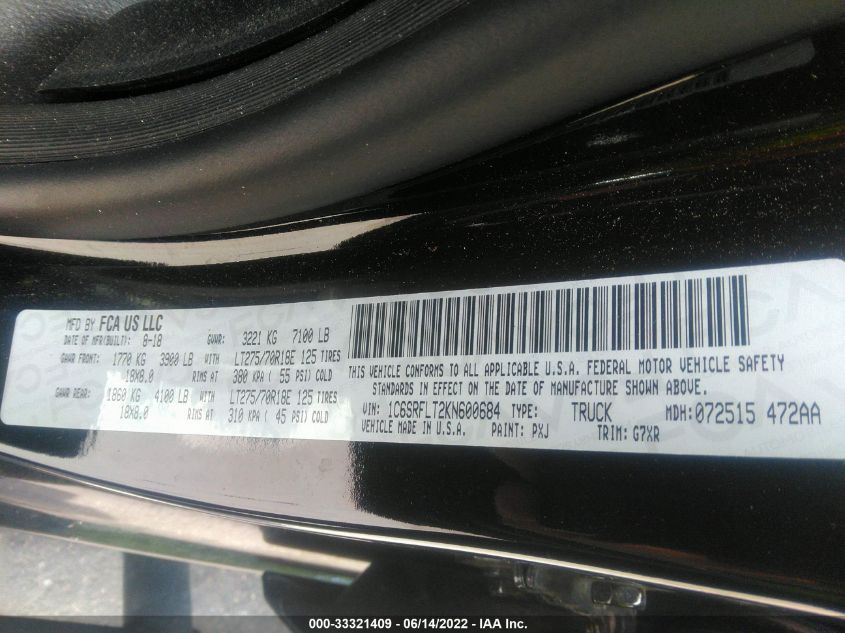 MFD BY FCA US LLC
DATE OF MFR(BUILT): 8-18 GVWR: 3221 KG 7100 LB
GAWR FRONT: 1770 KG 3900 LB WITH LT275/70R18E 125 TIRES
18X8.0 RIMS AT 380 KPA ( 55 PSI) COLD
GAWR REAR: 1860 KG 4100 LB WITH LT275/70R18E 125 TIRES
18X8.0 RIMS AT 310 KPA ( 45 PSI) COLD
THIS VEHICLE CONFORMS TO ALL APPLICABLE U.S.A. FEDERAL MOTOR VEHICLE SAFETY
STANDARDS IN EFFECT ON THE DATE OF MANUFACTURE SHOWN ABOVE.
VIN: 1C6SRFLT2KN600684 TYPE: TRUCK MDH: 072515 472AA
VEHICLE MADE IN U.S.A. PAINT: PXJ TRIM: G7XR
000-33321409 - 06/14/2022 - IAA Inc.